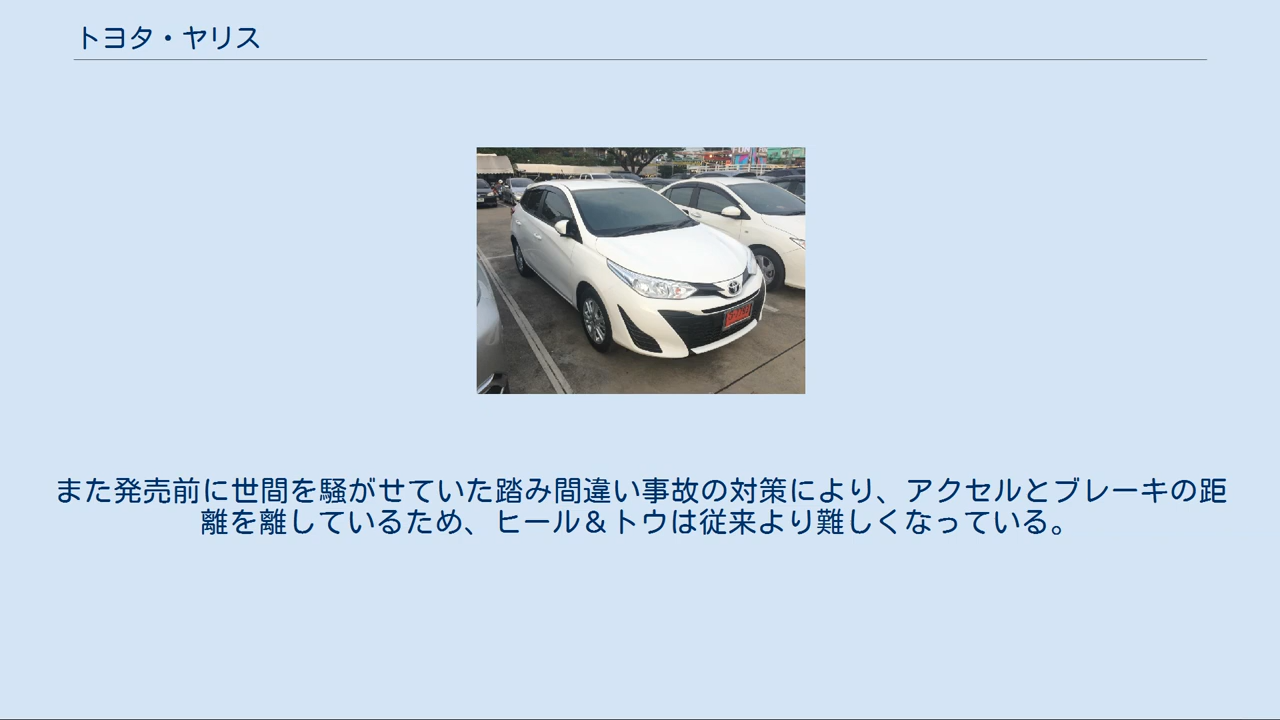 トヨタ・ヤリス
また発売前に世間を騒がせていた踏み間違い事故の対策により、アクセルとブレーキの距
離を離しているため、ヒール＆トウは従来より難しくなっている。